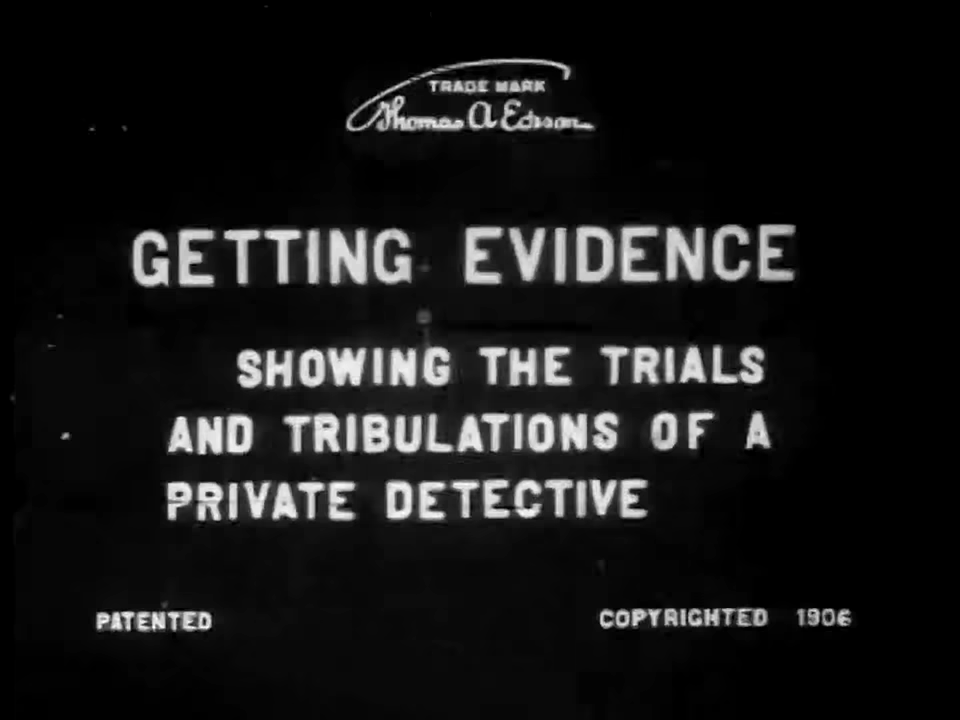 TRADE MARK
Thomas A Edison
GETTING EVIDENCE
SHOWING THE TRIALS
AND TRIBULATIONS OF A
PRIVATE DETECTIVE
PATENTED COPYRIGHTED 1906